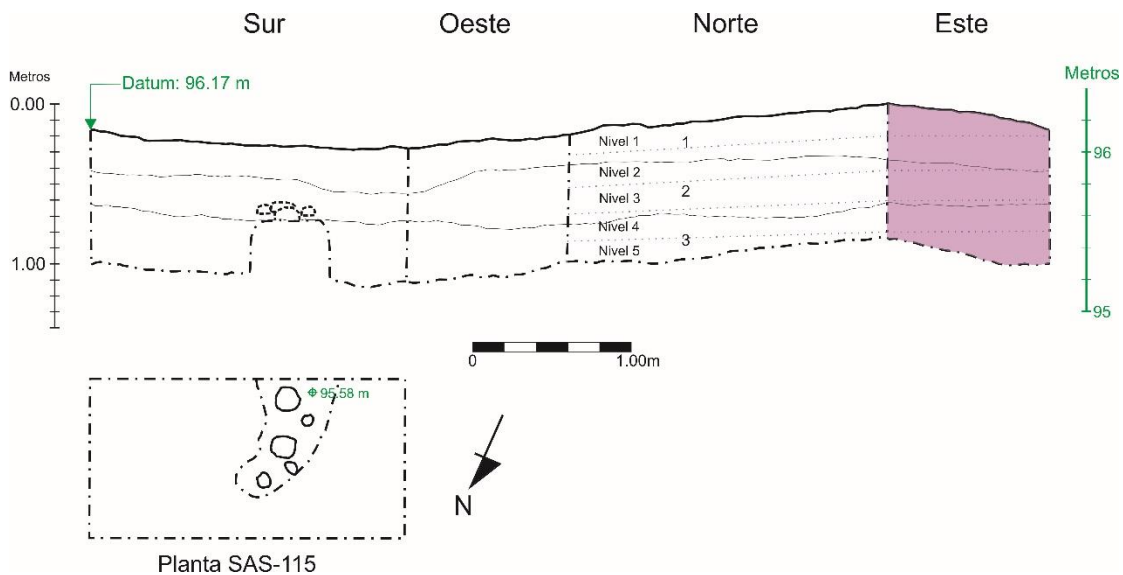 Sur Oeste Norte Este
Metros
Datum: 96.17 m
Metros
0.00
1.00
Nivel 1 1
Nivel 2
2
Nivel 3
Nivel 4
3
Nivel 5
96
95
0 1.00m
95.58 m
N
Planta SAS-115